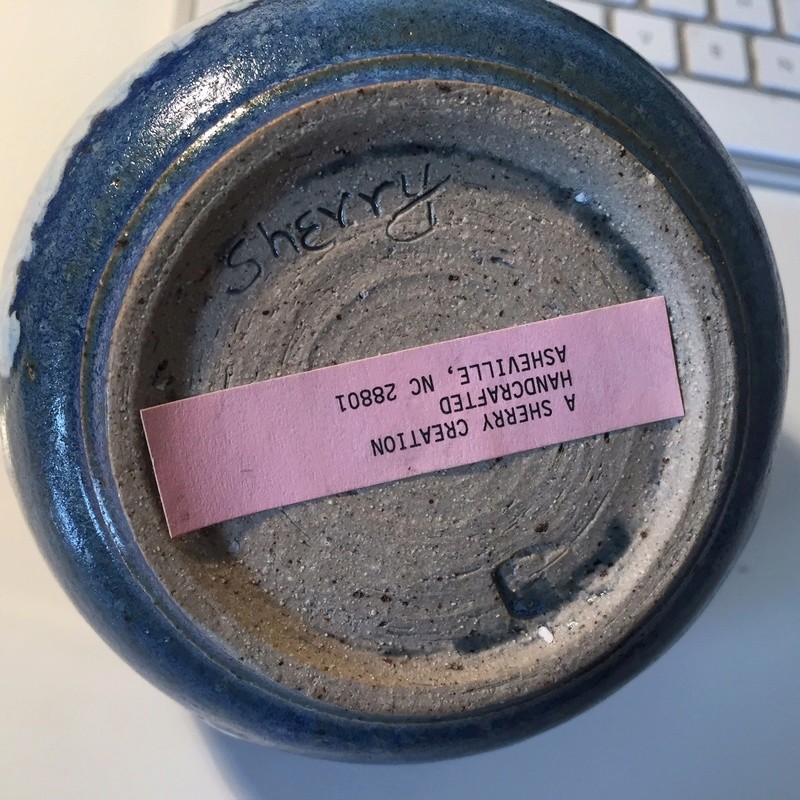 Sherry
A SHERRY CREATION
HANDCRAFTED
ASHEVILLE, NC 28801